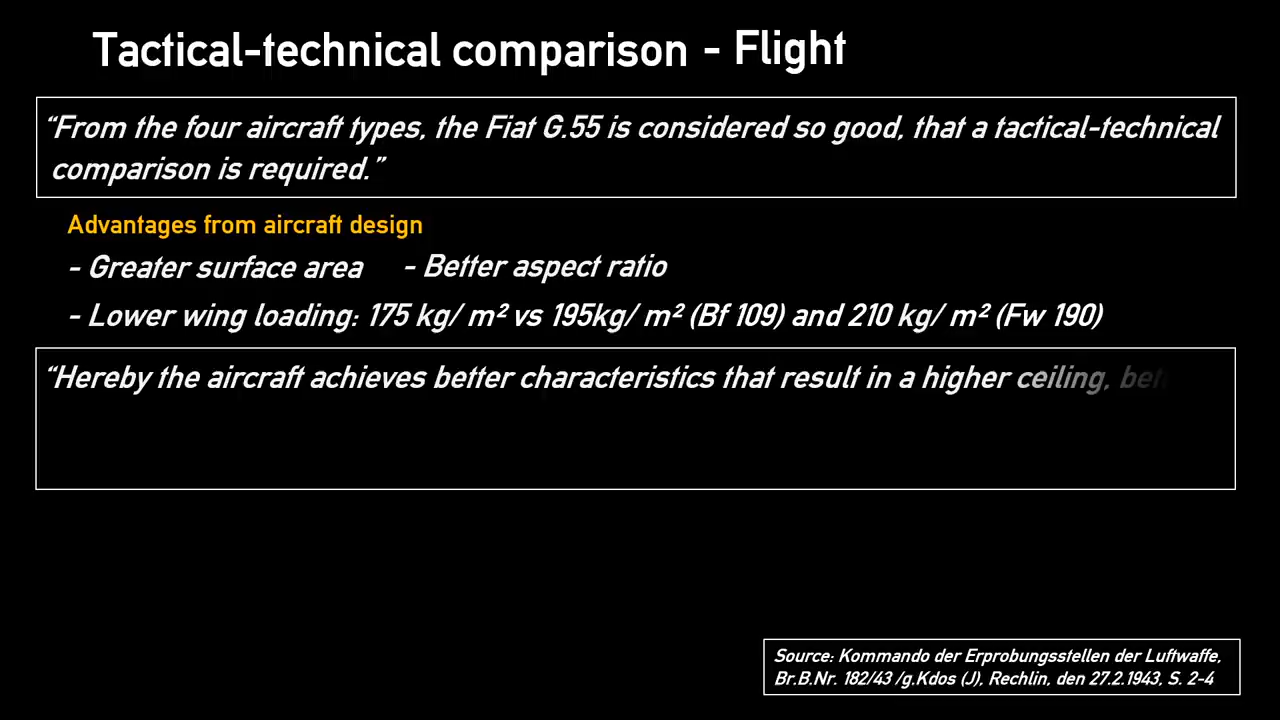 Tactical-technical comparison - Flight
“From the four aircraft types, the Fiat G.55 is considered so good, that a tactical-technical
comparison is required.”
Advantages from aircraft design
- Greater surface area - Better aspect ratio
- Lower wing loading: 175 kg/ m² vs 195kg/ m² (Bf 109) and 210 kg/ m² (Fw 190)
“Hereby the aircraft achieves better characteristics that result in a higher ceiling,
Source: Kommando der Erprobungsstellen der Luftwaffe,
Br.B.Nr. 182/43 /g.Kdos (J), Rechlin, den 27.2.1943, S. 2-4